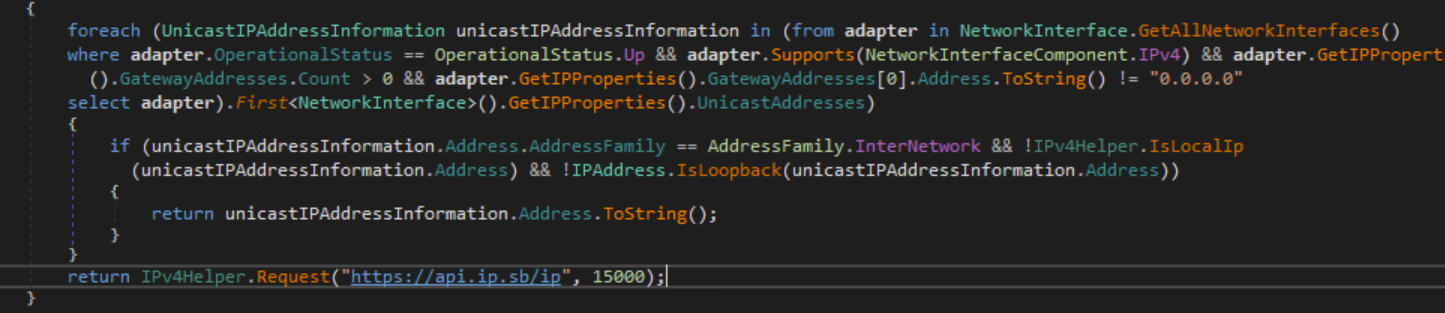 {
foreach (UnicastIPAddressInformation unicastIPAddressInformation in (from adapter in NetworkInterface.GetAllNetworkInterfaces()
where adapter.OperationalStatus == OperationalStatus.Up && adapter.Supports(NetworkInterfaceComponent.IPv4) && adapter.GetIPPropert
().GatewayAddresses.Count > 0 && adapter.GetIPProperties().GatewayAddresses[0].Address.ToString() != "0.0.0.0"
select adapter).First<NetworkInterface>().GetIPProperties().UnicastAddresses)
{
if (unicastIPAddressInformation.Address.AddressFamily == AddressFamily.InterNetwork && !IPv4Helper.IsLocalIp
(unicastIPAddressInformation.Address) && !IPAddress.IsLoopback(unicastIPAddressInformation.Address))
{
return unicastIPAddressInformation.Address.ToString();
}
}
return IPv4Helper.Request("https://api.ip.sb/ip", 15000);
}